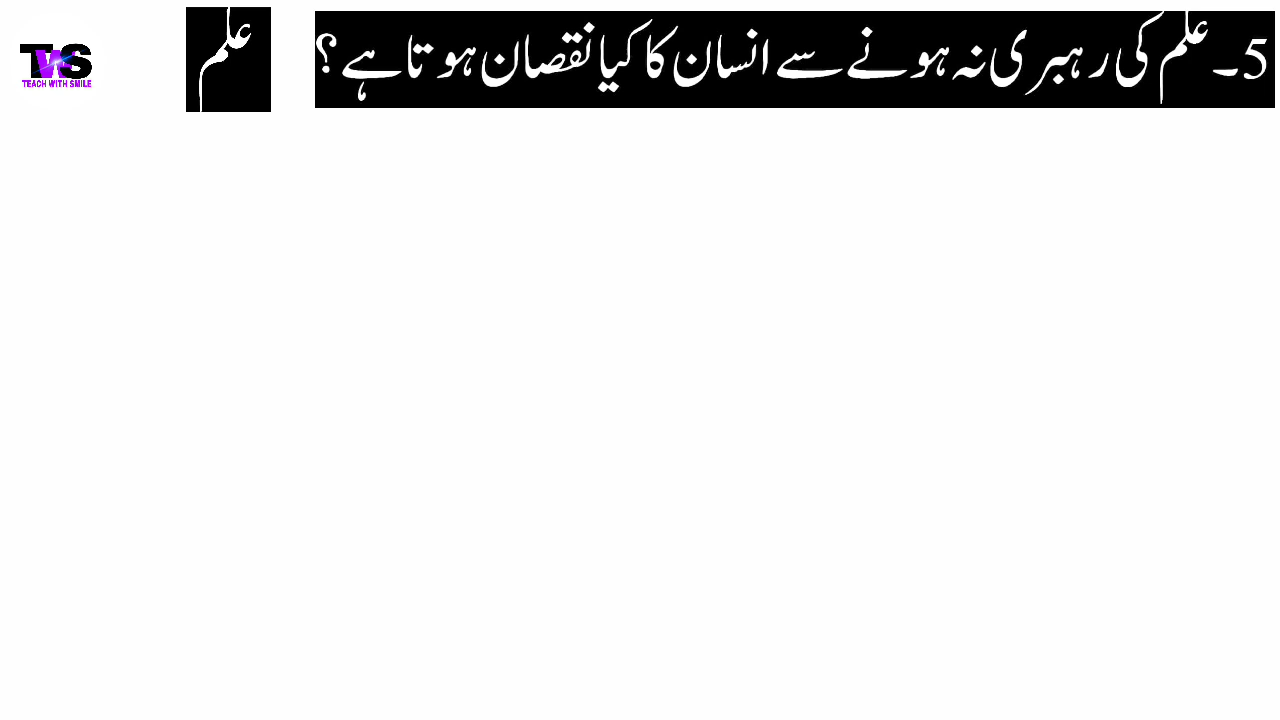 5۔ علم کی رہبری نہ ہونے سے انسان کا کیا نقصان ہوتا ہے؟
علم
TWS
TEACH WITH SMILE